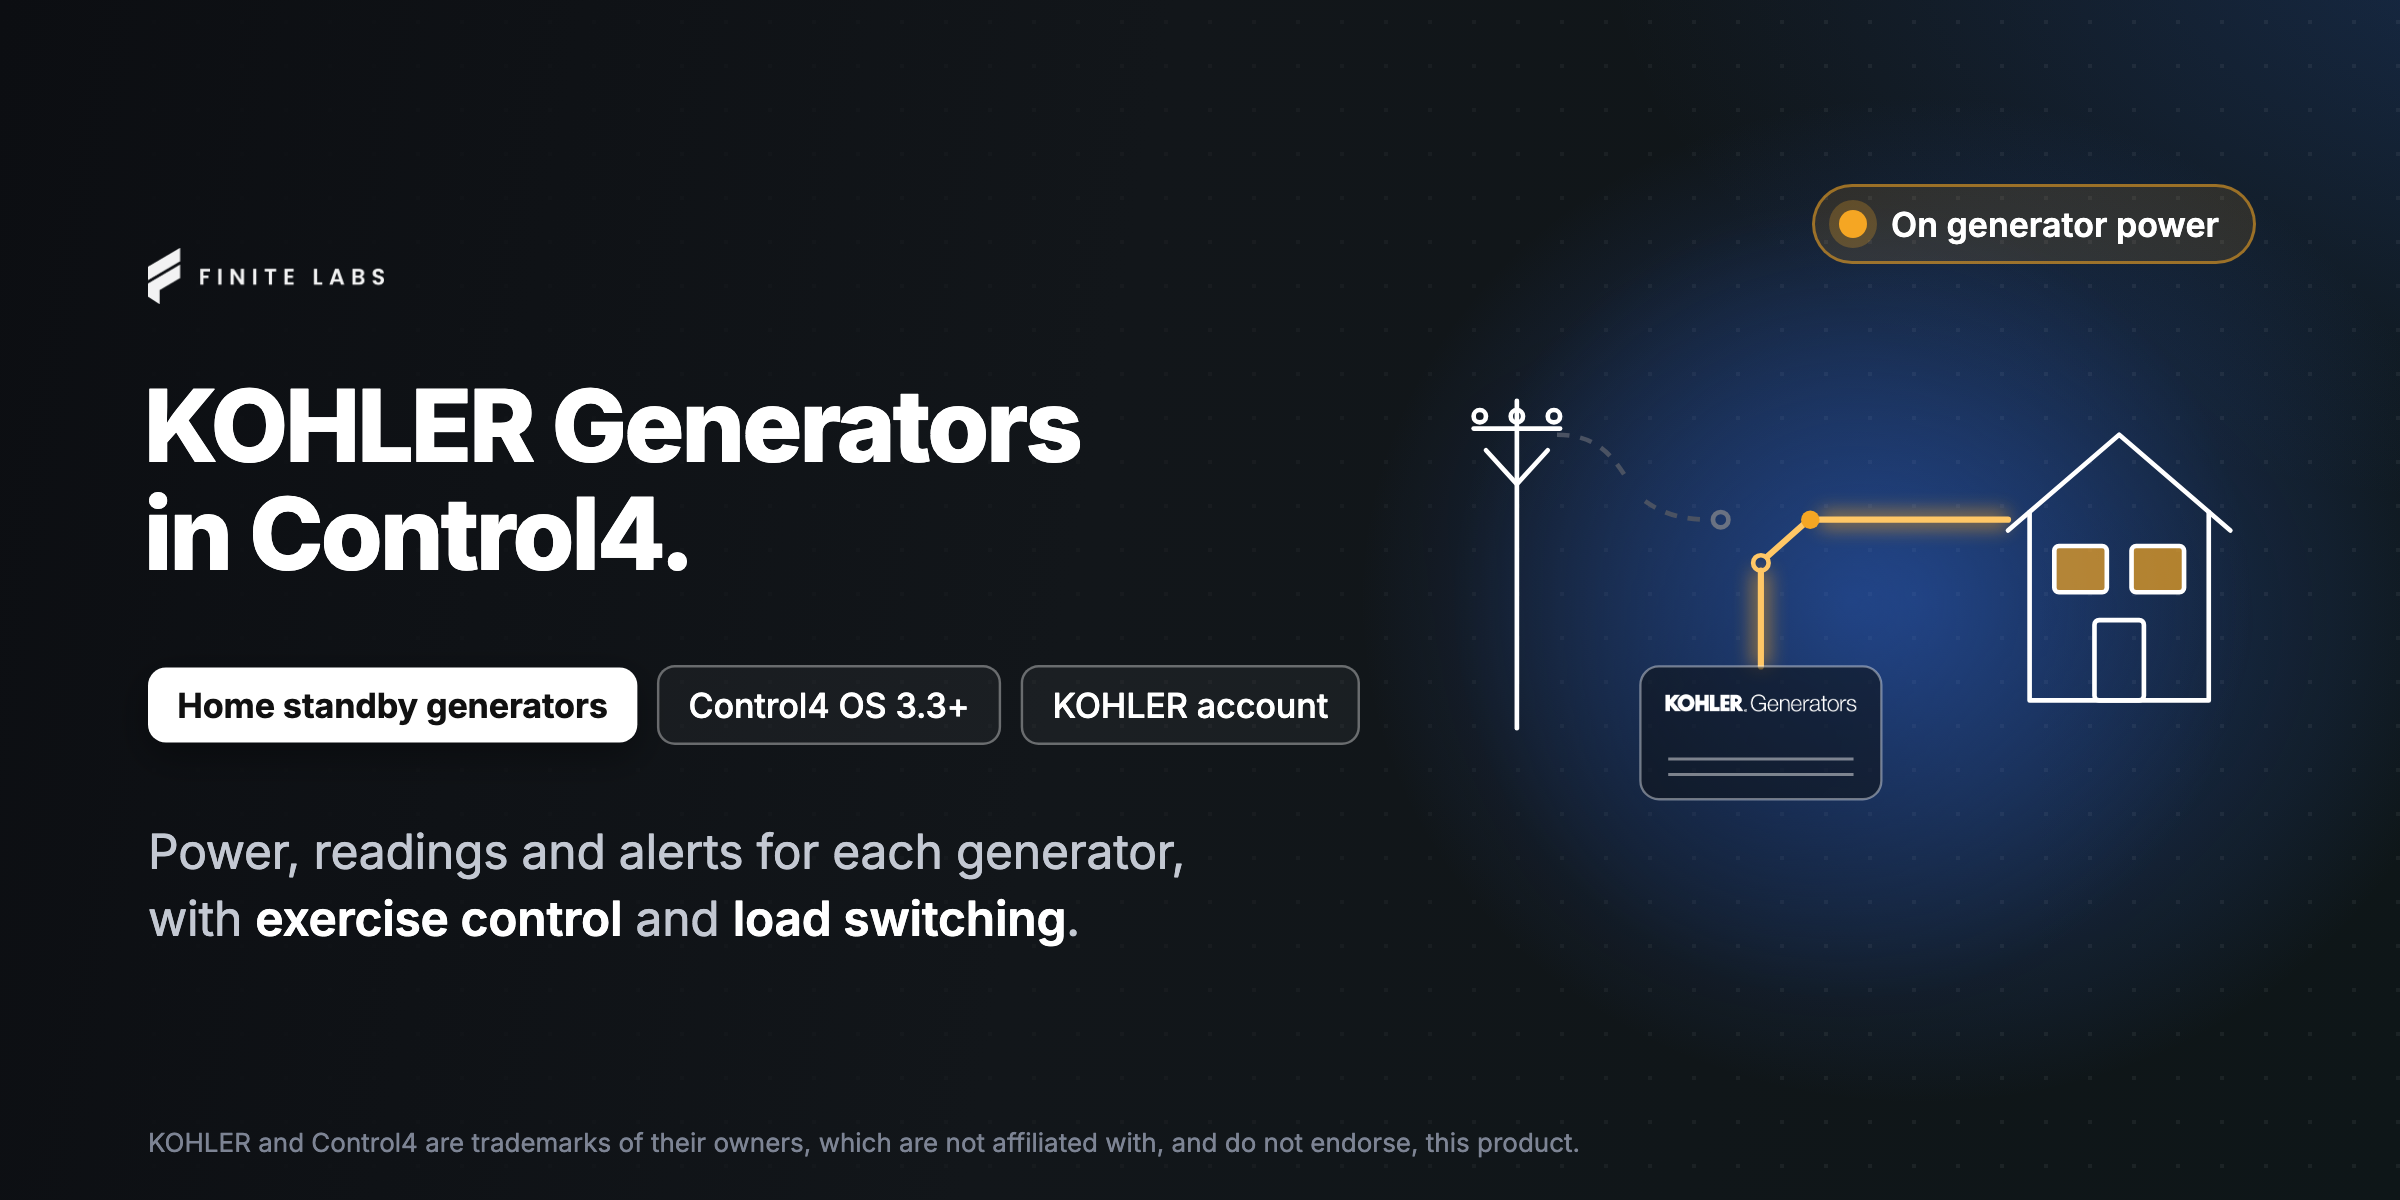 FINITE LABS
KOHLER Generators
in Control4.
Home standby generators
Control4 OS 3.3+
KOHLER account
Power, readings and alerts for each generator,
with exercise control and load switching.
On generator power
KOHLER. Generators
KOHLER and Control4 are trademarks of their owners, which are not affiliated with, and do not endorse, this product.